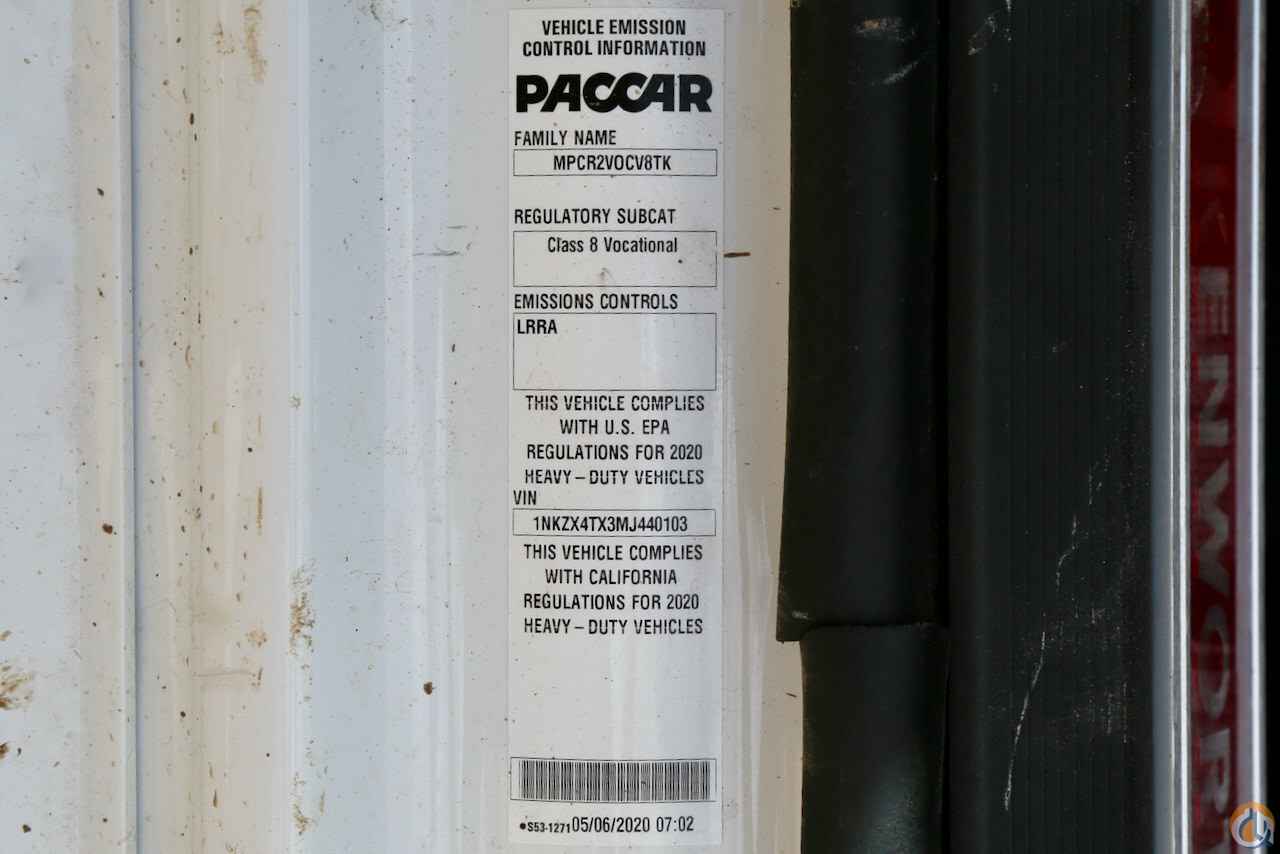 VEHICLE EMISSION
CONTROL INFORMATION
PACCAR
FAMILY NAME
MPCR2VOCV8TK
REGULATORY SUBCAT
Class 8 Vocational
EMISSIONS CONTROLS
LRRA
THIS VEHICLE COMPLIES
WITH U.S. EPA
REGULATIONS FOR 2020
HEAVY – DUTY VEHICLES
VIN
1NKZX4TX3MJ440103
THIS VEHICLE COMPLIES
WITH CALIFORNIA
REGULATIONS FOR 2020
HEAVY – DUTY VEHICLES
●S53-1271 05/06/2020 07:02
KENWOR